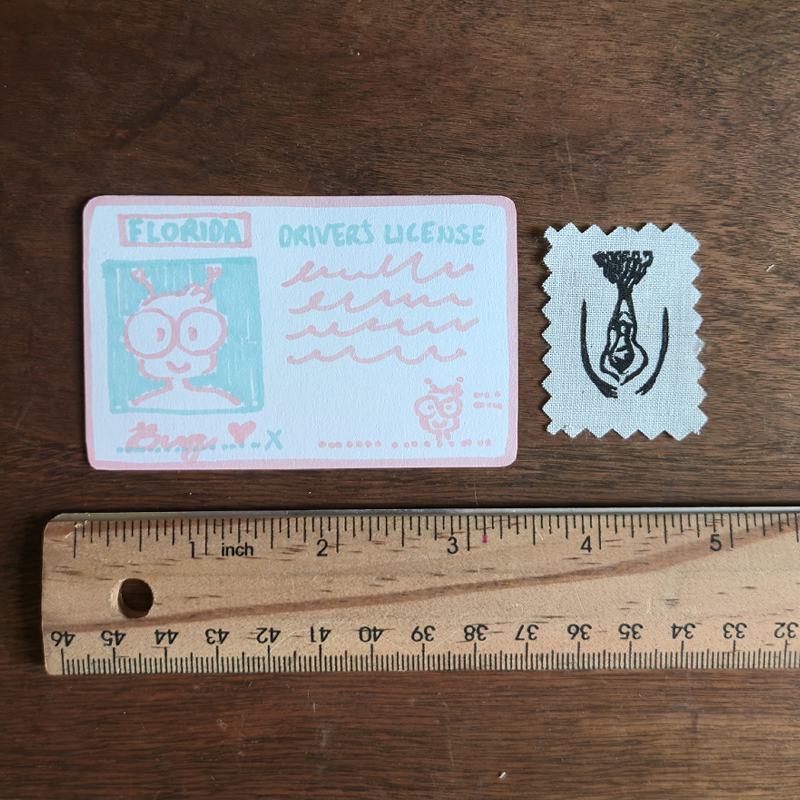 FLORIDA
DRIVER'S LICENSE
Bug
X
1 inch 2 3 4 5
46 45 44 43 42 41 40 39 38 37 36 35 34 33 32